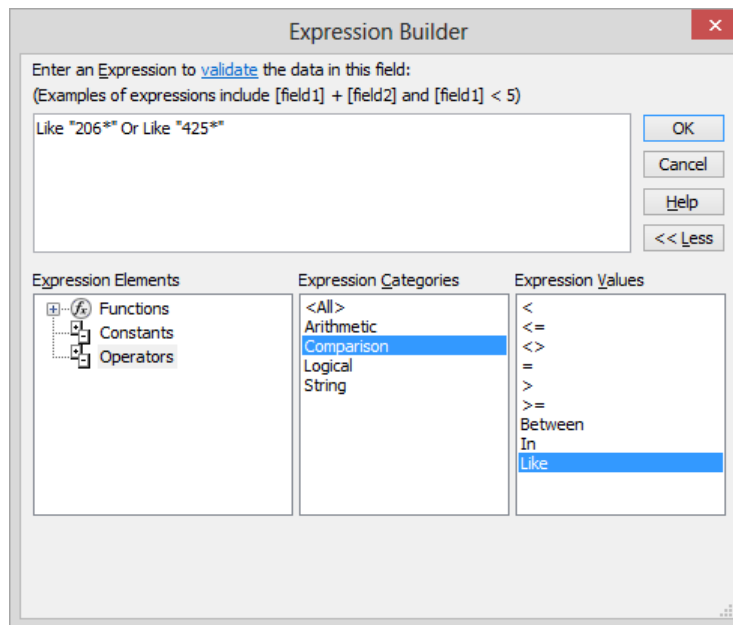 Expression Builder
Enter an Expression to validate the data in this field:
(Examples of expressions include [field1] + [field2] and [field1] < 5)
Like "206*" Or Like "425*"
OK
Cancel
Help
<< Less
Expression Elements
Functions
Constants
Operators
Expression Categories
<All>
Arithmetic
Comparison
Logical
String
Expression Values
<
<=
<>
=
>
>=
Between
In
Like